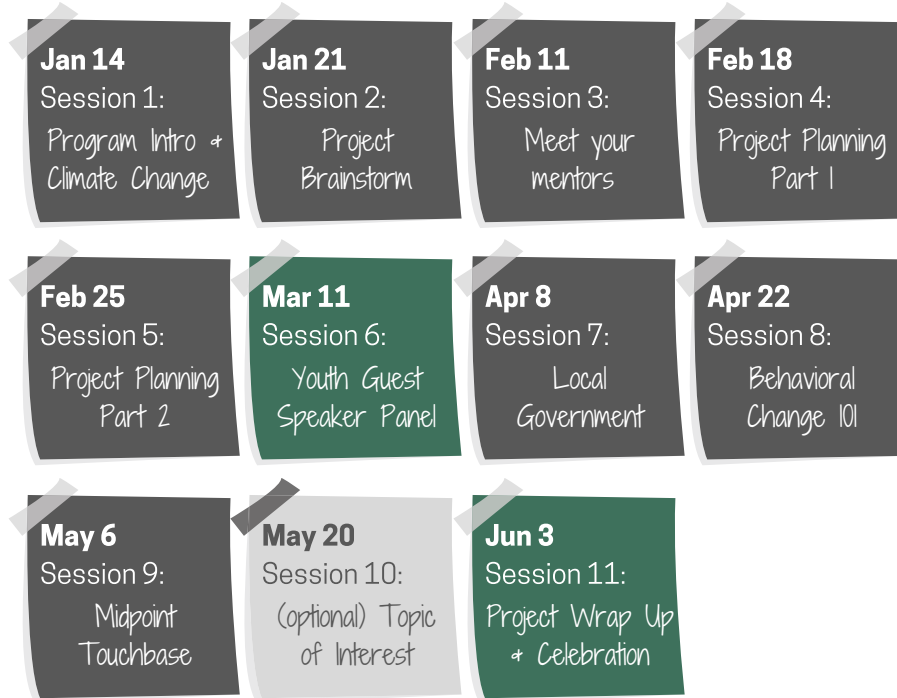 Jan 14
Session 1:
Program Intro &
Climate Change
Jan 21
Session 2:
Project
Brainstorm
Feb 11
Session 3:
Meet your
mentors
Feb 18
Session 4:
Project Planning
Part 1
Feb 25
Session 5:
Project Planning
Part 2
Mar 11
Session 6:
Youth Guest
Speaker Panel
Apr 8
Session 7:
Local
Government
Apr 22
Session 8:
Behavioral
Change 101
May 6
Session 9:
Midpoint
Touchbase
May 20
Session 10:
(optional) Topic
of Interest
Jun 3
Session 11:
Project Wrap Up
& Celebration